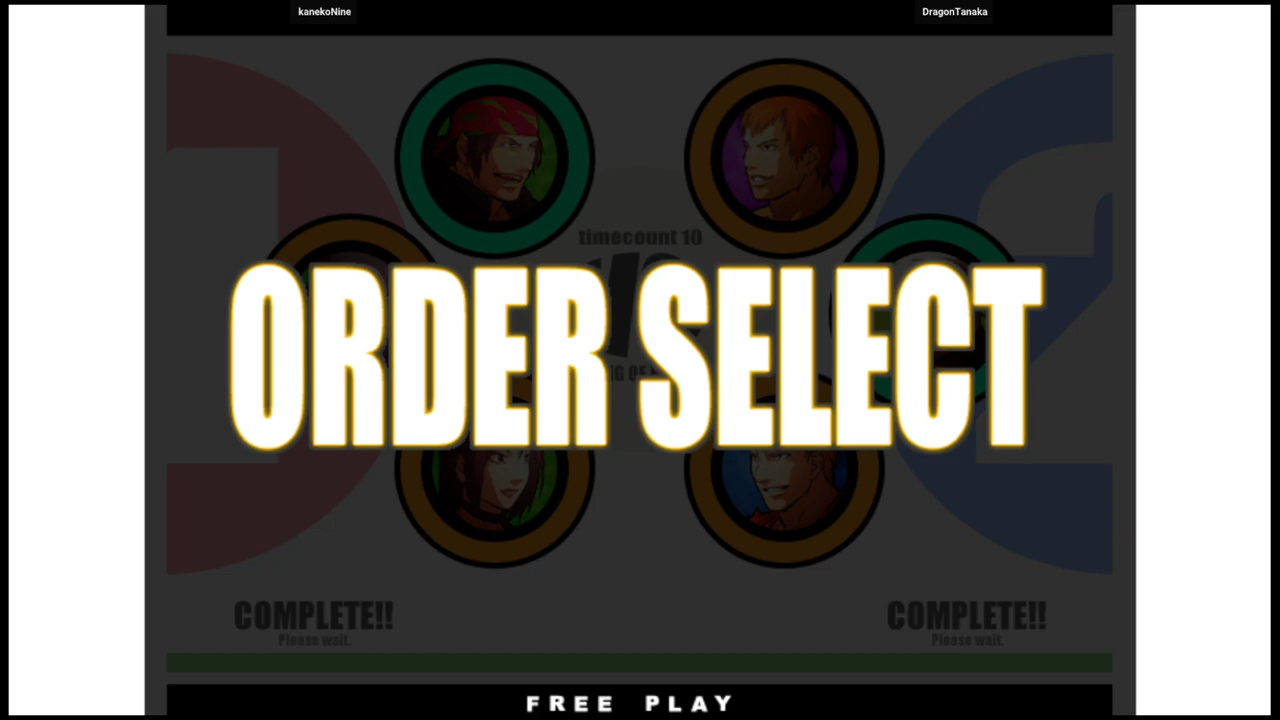 kanekoNine
DragonTanaka
timecount 10
ORDER SELECT
COMPLETE!!
Please wait.
COMPLETE!!
Please wait.
FREE PLAY